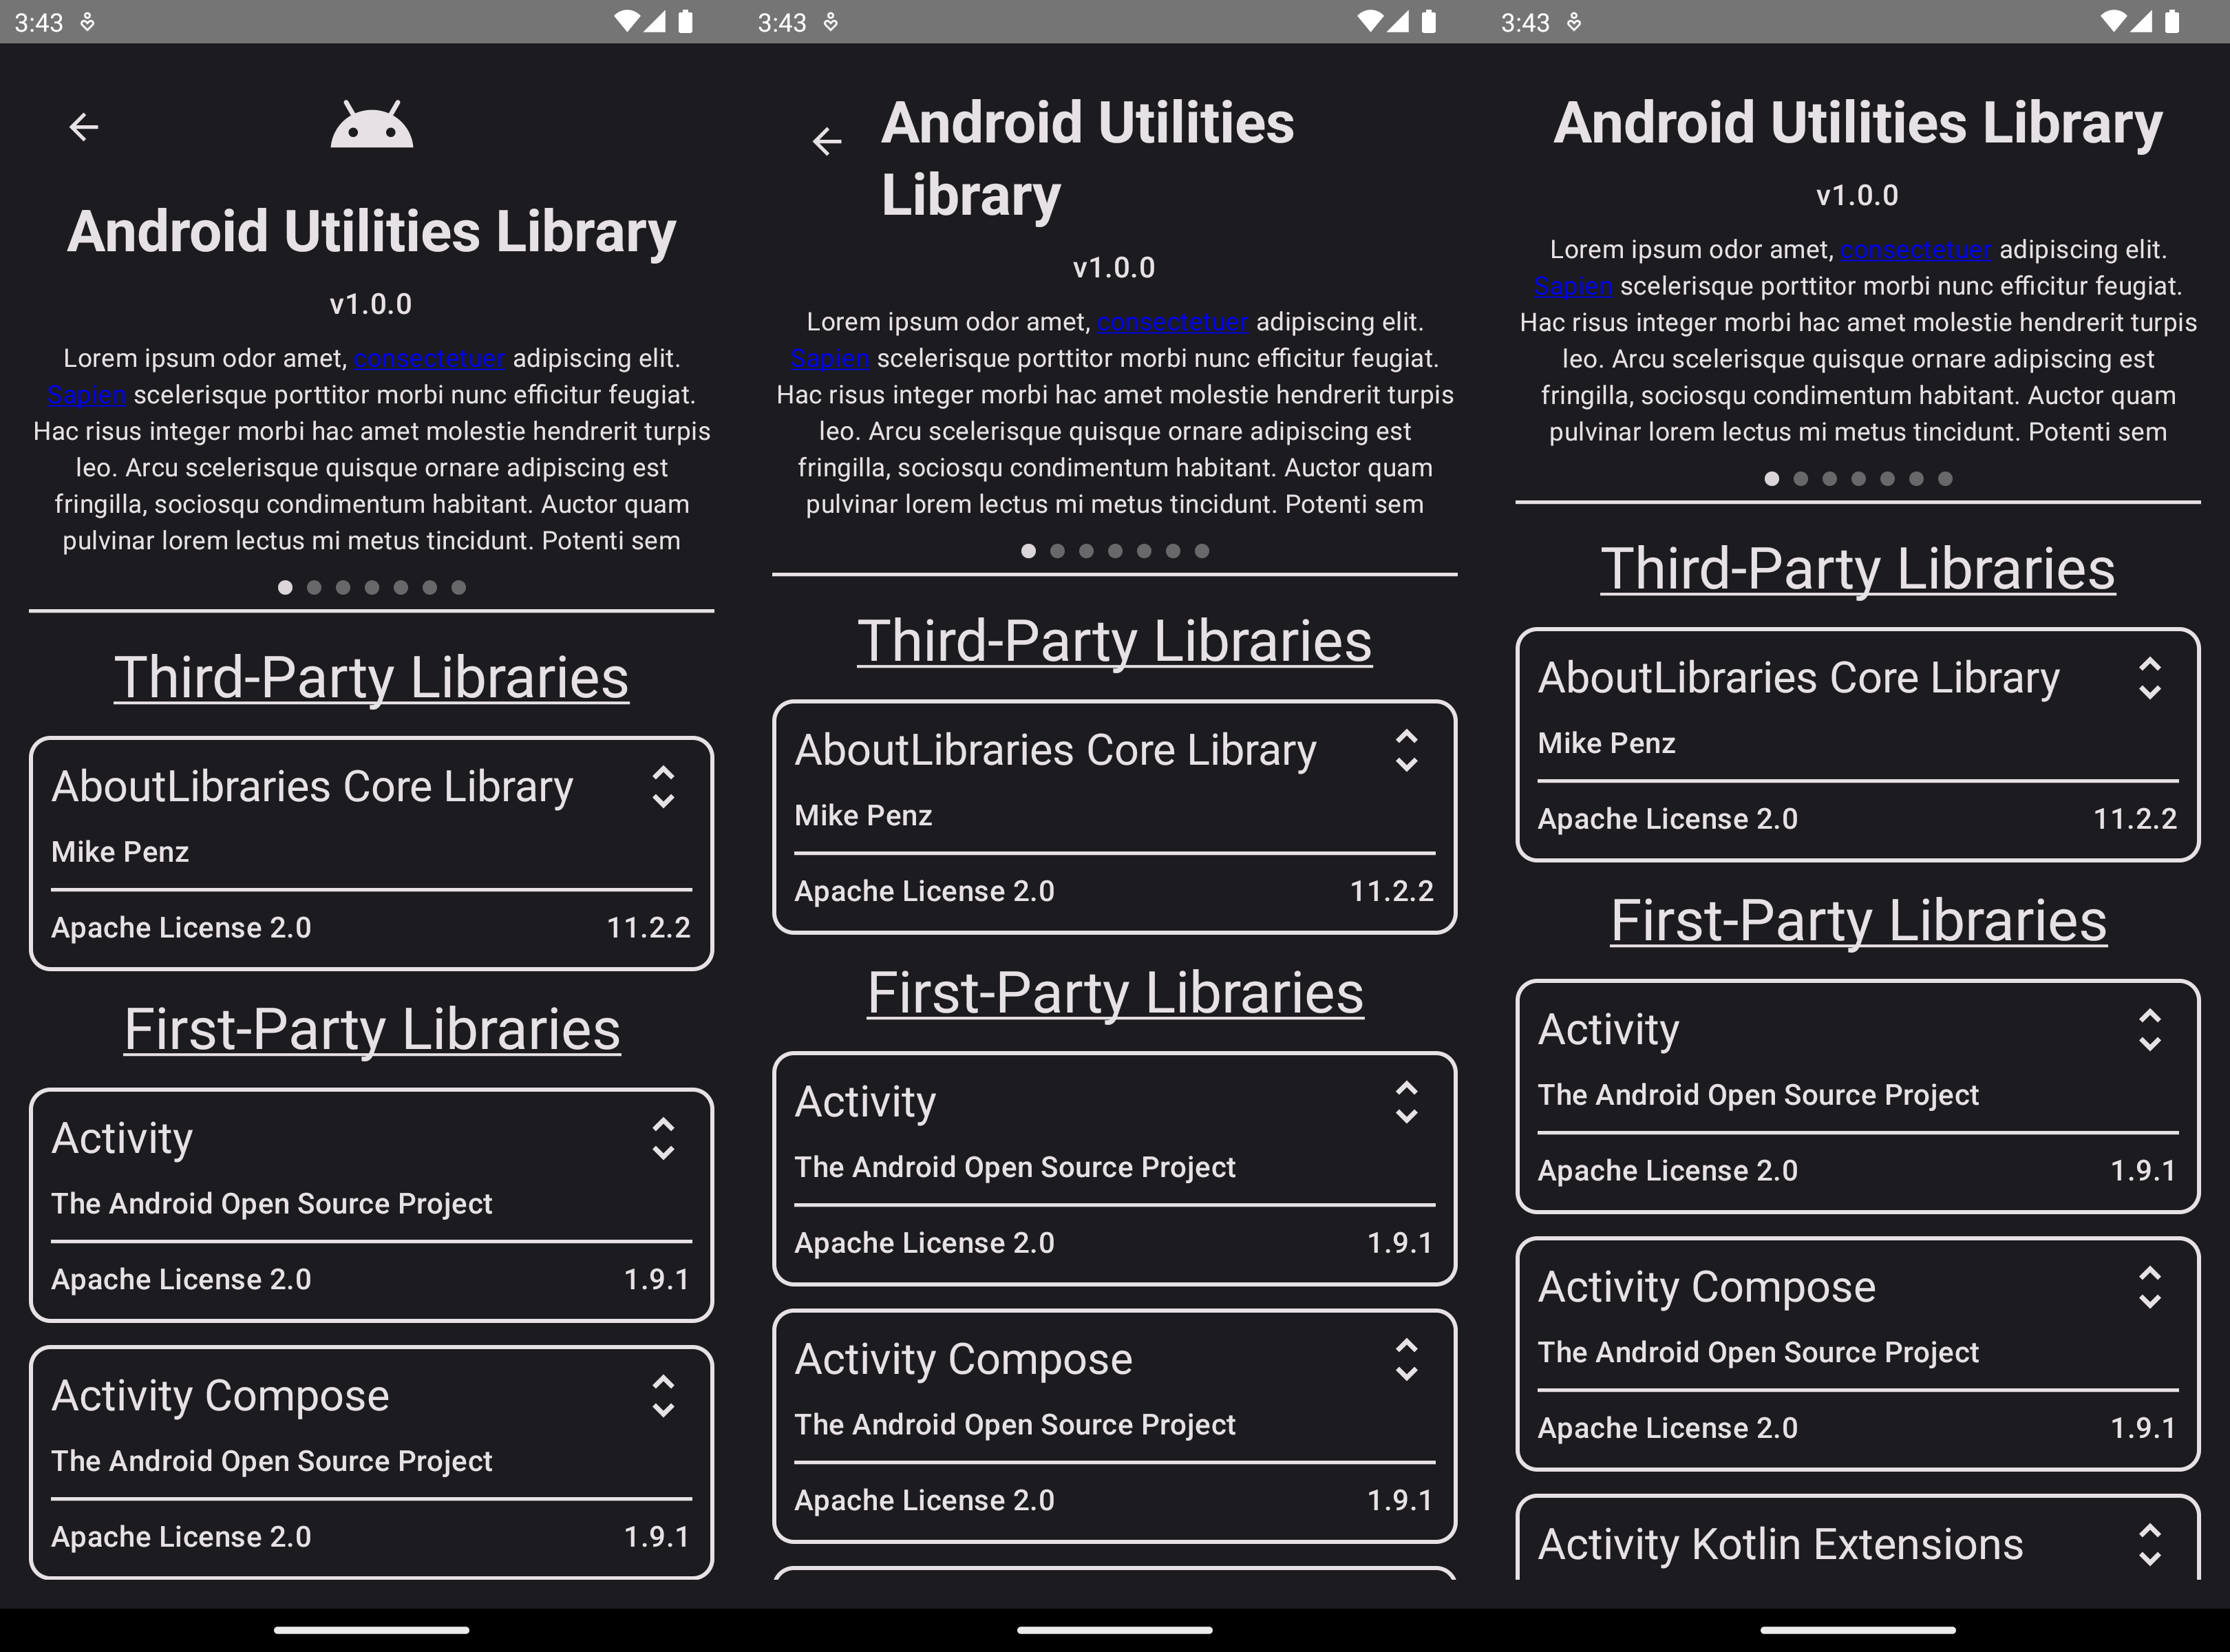 3:43
Android Utilities Library
v1.0.0
Lorem ipsum odor amet, consectetuer adipiscing elit.
Sapien scelerisque porttitor morbi nunc efficitur feugiat.
Hac risus integer morbi hac amet molestie hendrerit turpis
leo. Arcu scelerisque quisque ornare adipiscing est
fringilla, sociosqu condimentum habitant. Auctor quam
pulvinar lorem lectus mi metus tincidunt. Potenti sem
Third-Party Libraries
AboutLibraries Core Library
Mike Penz
Apache License 2.0 11.2.2
First-Party Libraries
Activity
The Android Open Source Project
Apache License 2.0 1.9.1
Activity Compose
The Android Open Source Project
Apache License 2.0 1.9.1
3:43
Android Utilities
Library
v1.0.0
Lorem ipsum odor amet, consectetuer adipiscing elit.
Sapien scelerisque porttitor morbi nunc efficitur feugiat.
Hac risus integer morbi hac amet molestie hendrerit turpis
leo. Arcu scelerisque quisque ornare adipiscing est
fringilla, sociosqu condimentum habitant. Auctor quam
pulvinar lorem lectus mi metus tincidunt. Potenti sem
Third-Party Libraries
AboutLibraries Core Library
Mike Penz
Apache License 2.0 11.2.2
First-Party Libraries
Activity
The Android Open Source Project
Apache License 2.0 1.9.1
Activity Compose
The Android Open Source Project
Apache License 2.0 1.9.1
3:43
Android Utilities Library
v1.0.0
Lorem ipsum odor amet, consectetuer adipiscing elit.
Sapien scelerisque porttitor morbi nunc efficitur feugiat.
Hac risus integer morbi hac amet molestie hendrerit turpis
leo. Arcu scelerisque quisque ornare adipiscing est
fringilla, sociosqu condimentum habitant. Auctor quam
pulvinar lorem lectus mi metus tincidunt. Potenti sem
Third-Party Libraries
AboutLibraries Core Library
Mike Penz
Apache License 2.0 11.2.2
First-Party Libraries
Activity
The Android Open Source Project
Apache License 2.0 1.9.1
Activity Compose
The Android Open Source Project
Apache License 2.0 1.9.1
Activity Kotlin Extensions